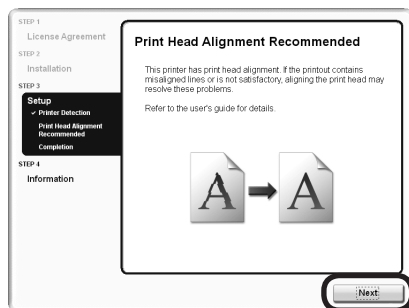 STEP 1
License Agreement
STEP 2
Installation
STEP 3
Setup
✓ Printer Detection
Print Head Alignment
Recommended
Completion
STEP 4
Information
Print Head Alignment Recommended
This printer has print head alignment. If the printout contains
misaligned lines or is not satisfactory, aligning the print head may
resolve these problems.
Refer to the user's guide for details.
A
A
Next